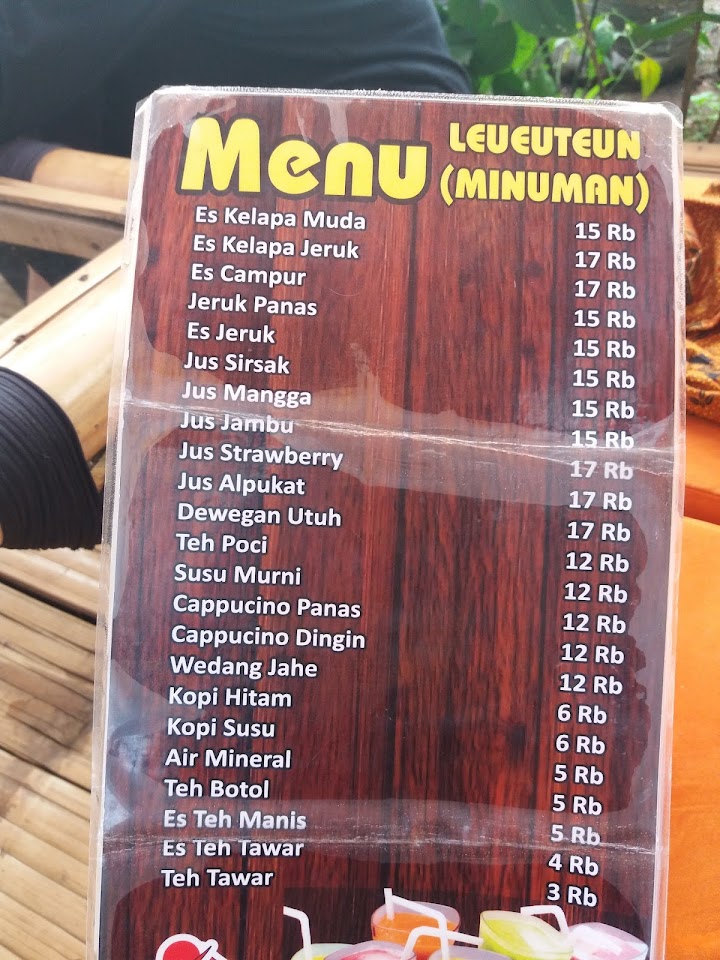 Menu LEUEUTEUN
(MINUMAN)
Es Kelapa Muda 15 Rb
Es Kelapa Jeruk 17 Rb
Es Campur 17 Rb
Jeruk Panas 15 Rb
Es Jeruk 15 Rb
Jus Sirsak 15 Rb
Jus Mangga 15 Rb
Jus Jambu 15 Rb
Jus Strawberry 17 Rb
Jus Alpukat 17 Rb
Dewegan Utuh 17 Rb
Teh Poci 12 Rb
Susu Murni 12 Rb
Cappucino Panas 12 Rb
Cappucino Dingin 12 Rb
Wedang Jahe 12 Rb
Kopi Hitam 6 Rb
Kopi Susu 6 Rb
Air Mineral 5 Rb
Teh Botol 5 Rb
Es Teh Manis 5 Rb
Es Teh Tawar 4 Rb
Teh Tawar 3 Rb